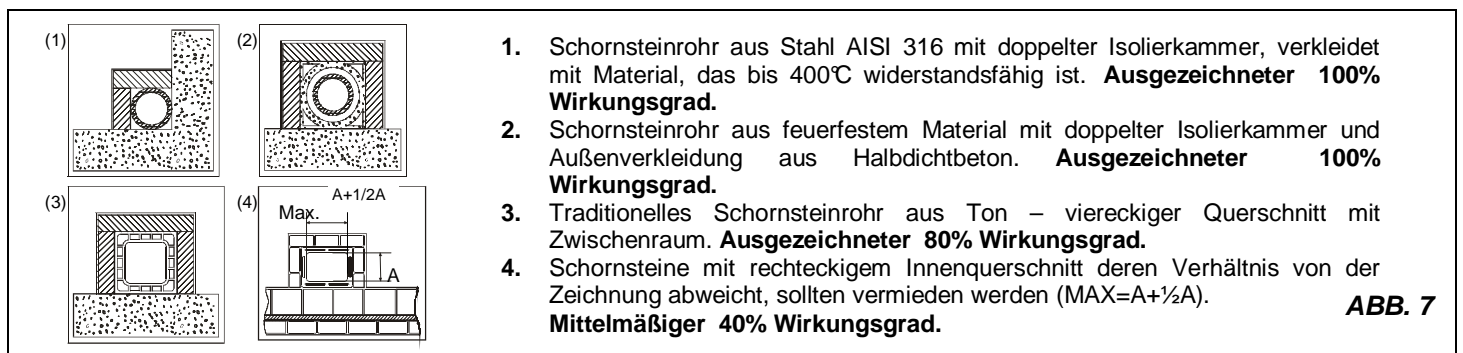 (1)
(2)
(3)
(4)
A+1/2A
Max.
A
1. Schornsteinrohr aus Stahl AISI 316 mit doppelter Isolierkammer, verkleidet
mit Material, das bis 400℃ widerstandsfähig ist. Ausgezeichneter 100%
Wirkungsgrad.
2. Schornsteinrohr aus feuerfestem Material mit doppelter Isolierkammer und
Außenverkleidung aus Halbdichtbeton. Ausgezeichneter 100%
Wirkungsgrad.
3. Traditionelles Schornsteinrohr aus Ton – viereckiger Querschnitt mit
Zwischenraum. Ausgezeichneter 80% Wirkungsgrad.
4. Schornsteine mit rechteckigem Innenquerschnitt deren Verhältnis von der
Zeichnung abweicht, sollten vermieden werden (MAX=A+½A).
Mittelmäßiger 40% Wirkungsgrad.
ABB. 7